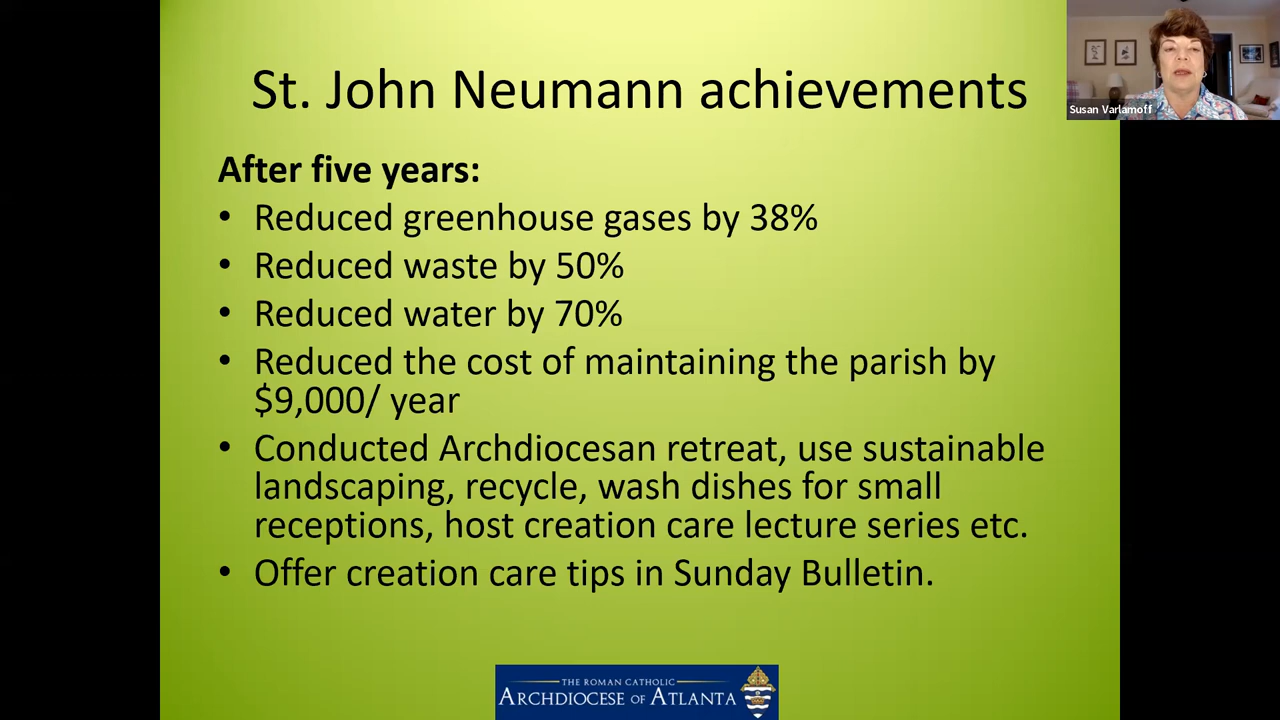 St. John Neumann achievements
Susan Varlamoff
After five years:
• Reduced greenhouse gases by 38%
• Reduced waste by 50%
• Reduced water by 70%
• Reduced the cost of maintaining the parish by
$9,000/ year
• Conducted Archdiocesan retreat, use sustainable
landscaping, recycle, wash dishes for small
receptions, host creation care lecture series etc.
• Offer creation care tips in Sunday Bulletin.
THE ROMAN CATHOLIC
ARCHDIOCESE OF ATLANTA